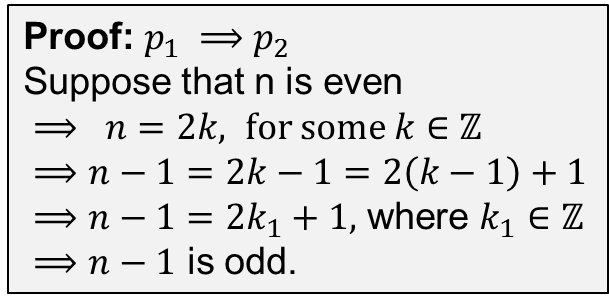 Proof: p₁ ⟹ p₂
Suppose that n is even
⟹ n = 2k, for some k ∈ ℤ
⟹ n − 1 = 2k − 1 = 2(k − 1) + 1
⟹ n − 1 = 2k₁ + 1, where k₁ ∈ ℤ
⟹ n − 1 is odd.